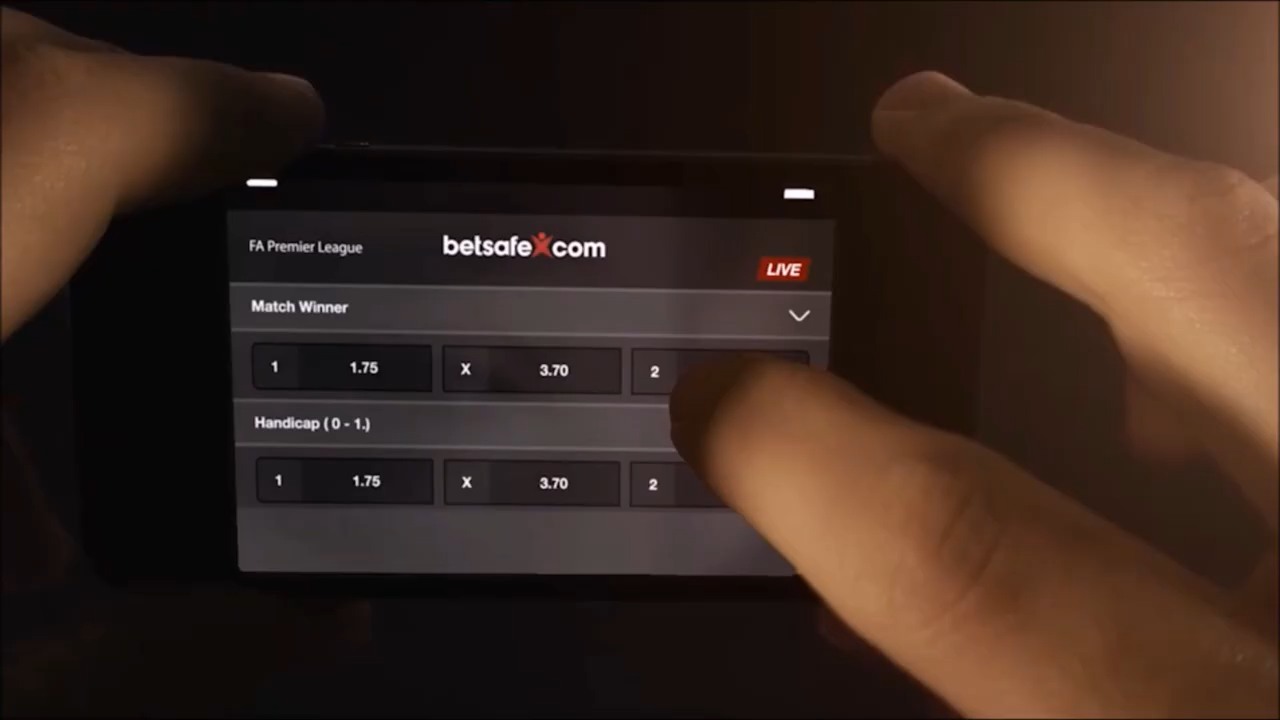 FA Premier League
betsafe.com
LIVE
Match Winner
1 1.75 X 3.70 2
Handicap ( 0 - 1.)
1 1.75 X 3.70 2